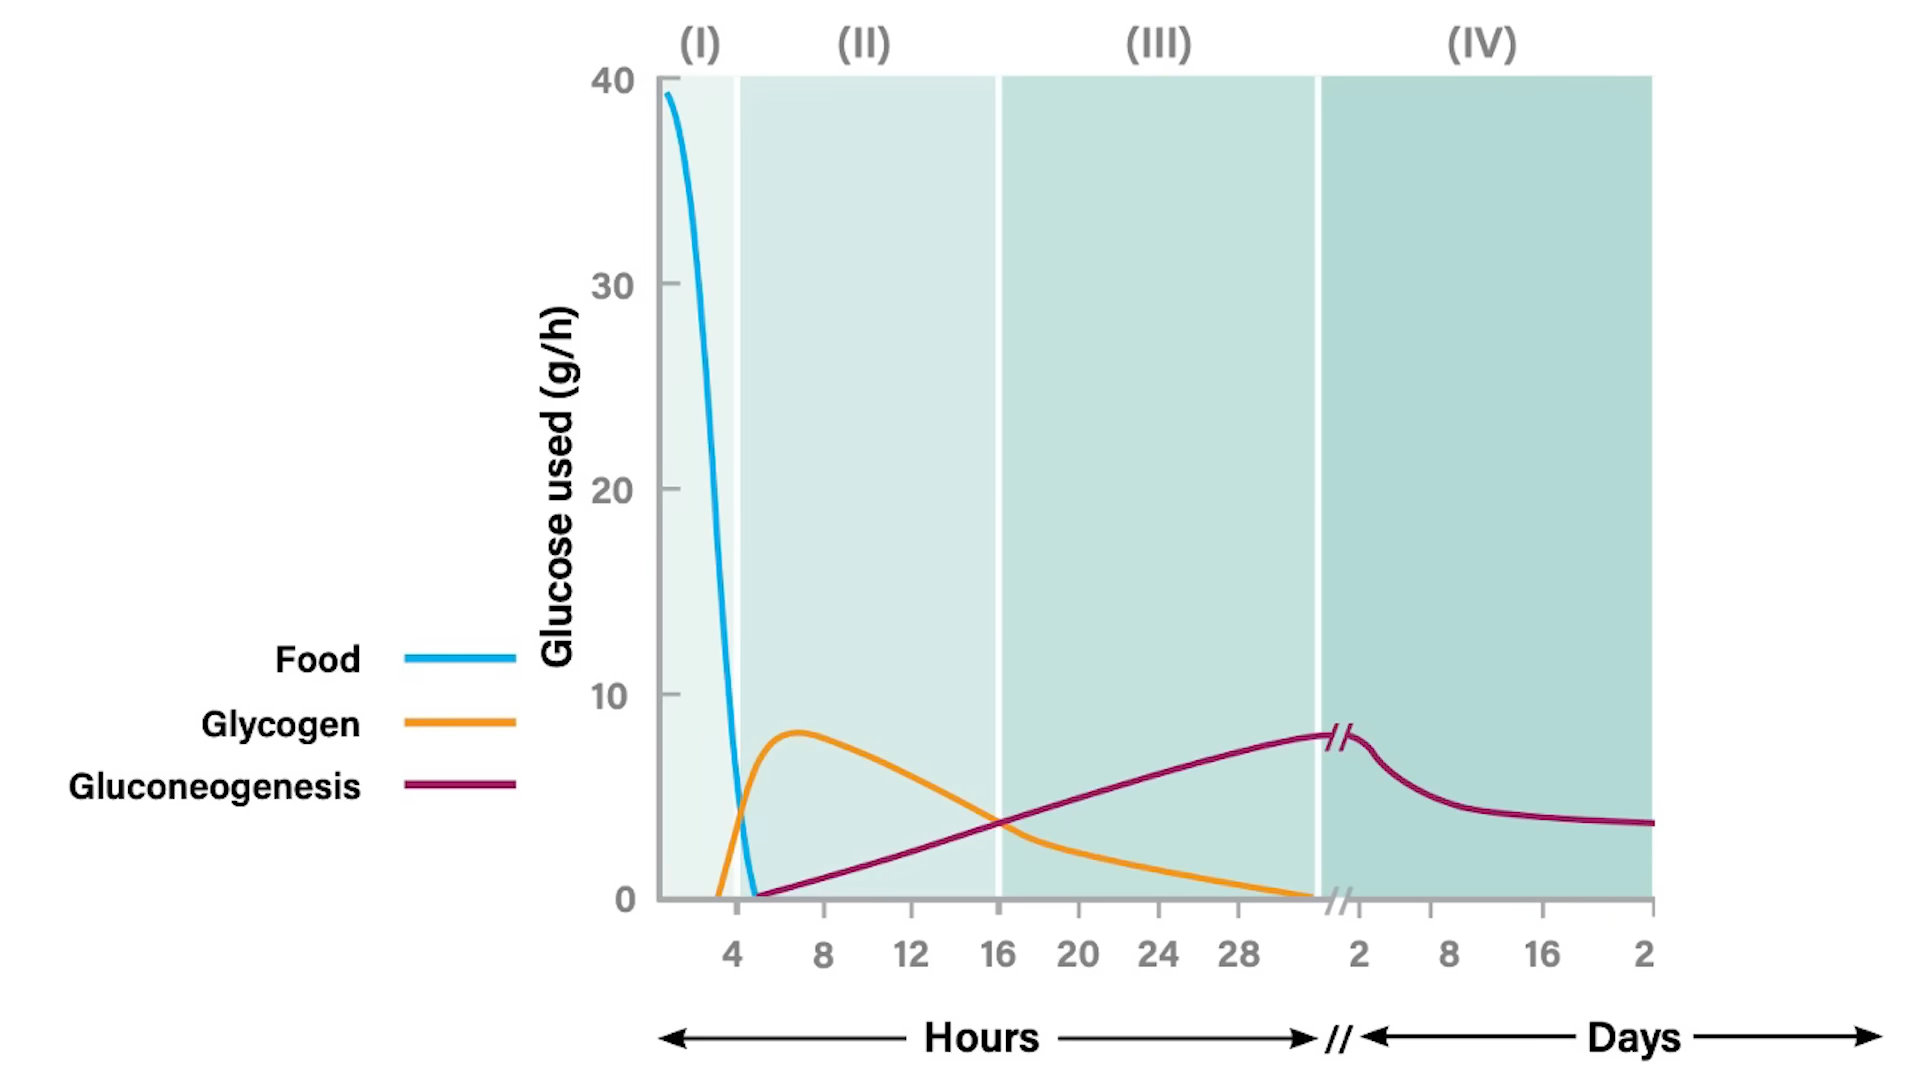 (I) (II) (III) (IV)
40
30
20
10
0
Glucose used (g/h)
Food
Glycogen
Gluconeogenesis
4 8 12 16 20 24 28 // 2 8 16 2
Hours // Days